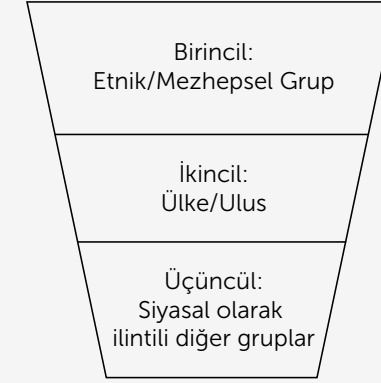 Birincil:
Etnik/Mezhepsel Grup
İkincil:
Ülke/Ulus
Üçüncül:
Siyasal olarak
ilintili diğer gruplar